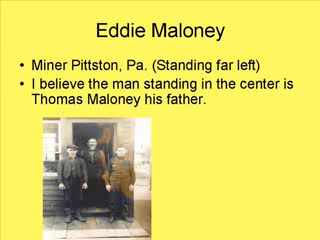 Eddie Maloney
• Miner Pittston, Pa. (Standing far left)
• I believe the man standing in the center is
Thomas Maloney his father.